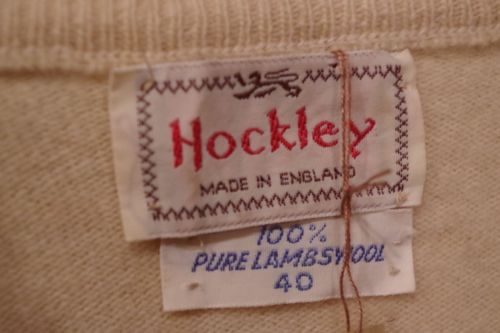 Hockley
MADE IN ENGLAND
100%
PURE LAMBSWOOL
40